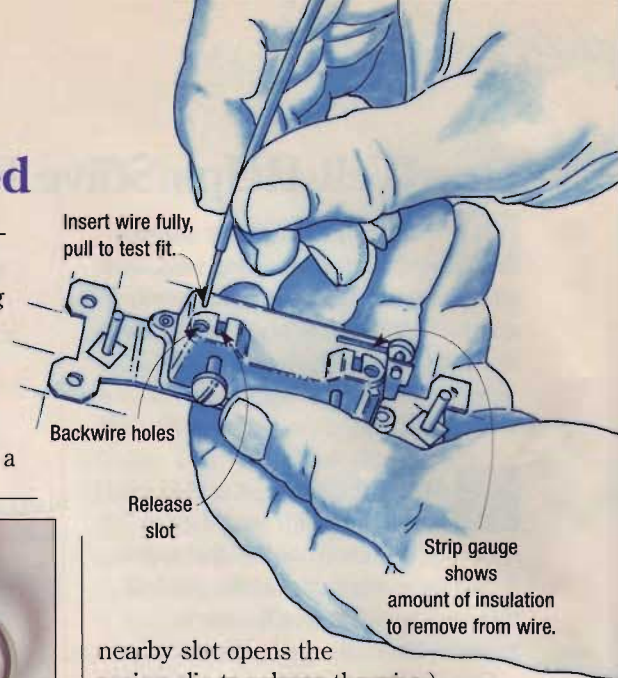 d
Insert wire fully,
pull to test fit.
g
Backwire holes
a
Release
slot
Strip gauge
shows
amount of insulation
to remove from wire.
nearby slot opens the